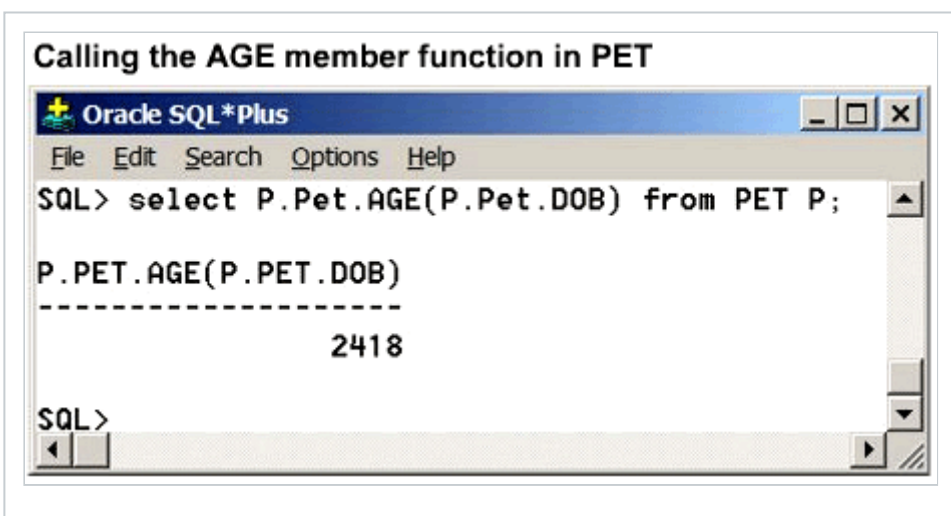 Calling the AGE member function in PET
Oracle SQL*Plus
File Edit Search Options Help
SQL> select P.Pet.AGE(P.Pet.DOB) from PET P;
P.PET.AGE(P.PET.DOB)
--------------------
2418
SQL>